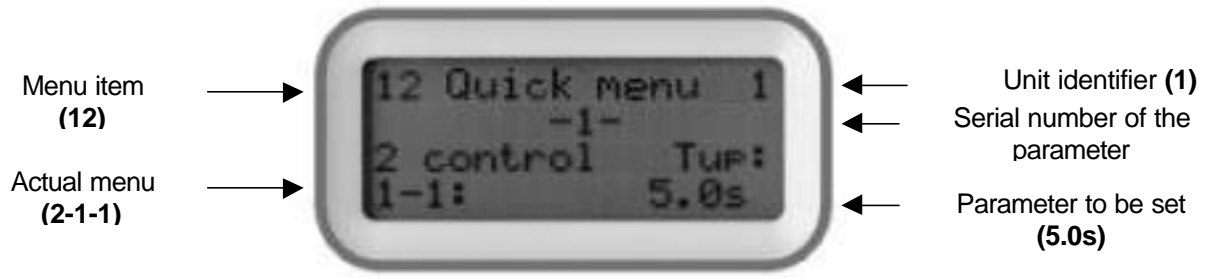 Menu item
(12)
Actual menu
(2-1-1)
12 Quick menu 1
-1-
2 control Tup:
1-1: 5.0s
Unit identifier (1)
Serial number of the
parameter
Parameter to be set
(5.0s)